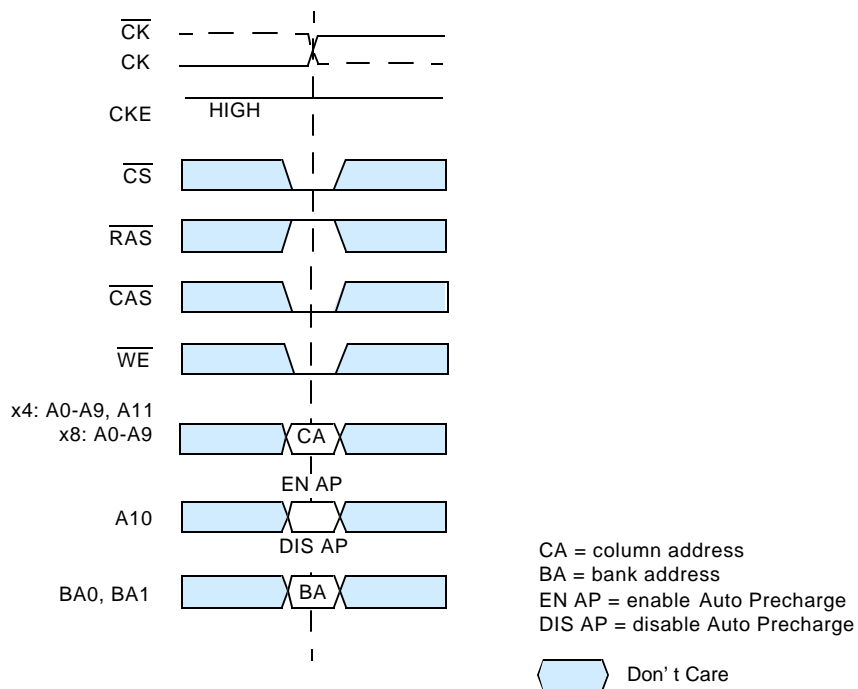 CK
CK
CKE
HIGH
CS
RAS
CAS
WE
x4: A0-A9, A11
x8: A0-A9
CA
EN AP
A10
DIS AP
BA0, BA1
BA
CA = column address
BA = bank address
EN AP = enable Auto Precharge
DIS AP = disable Auto Precharge
Don' t Care